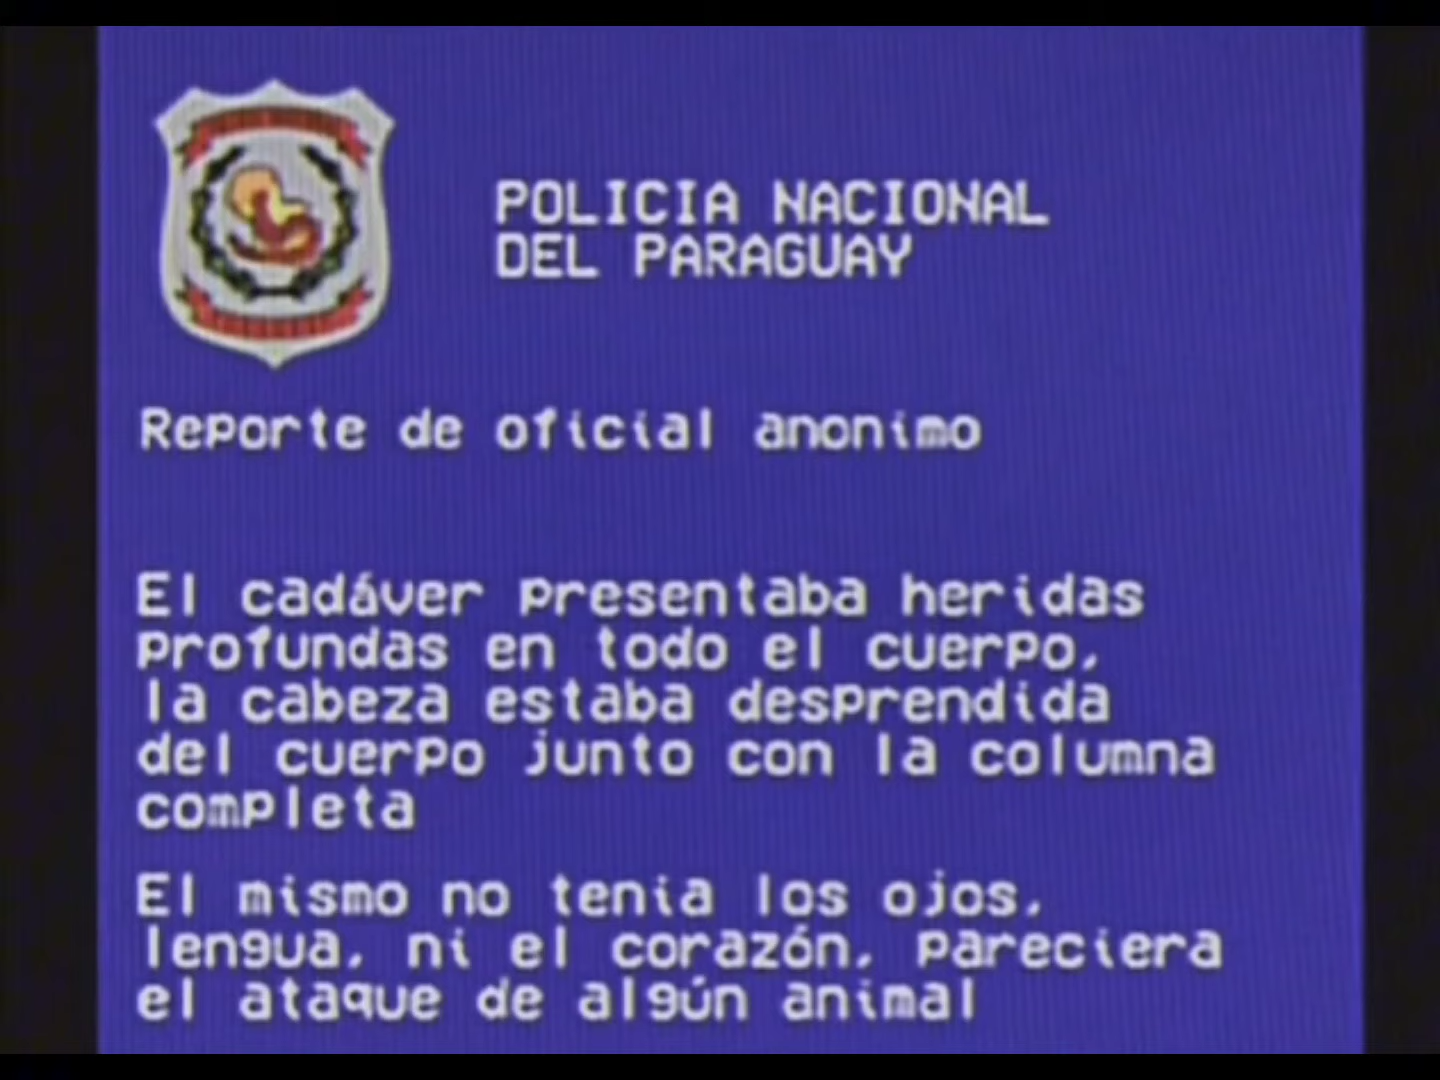 POLICIA NACIONAL
DEL PARAGUAY
Reporte de oficial anonimo
El cadáver presentaba heridas
profundas en todo el cuerpo,
la cabeza estaba desprendida
del cuerpo junto con la columna
completa
El mismo no tenia los ojos,
lengua, ni el corazón, pareciera
el ataque de algún animal